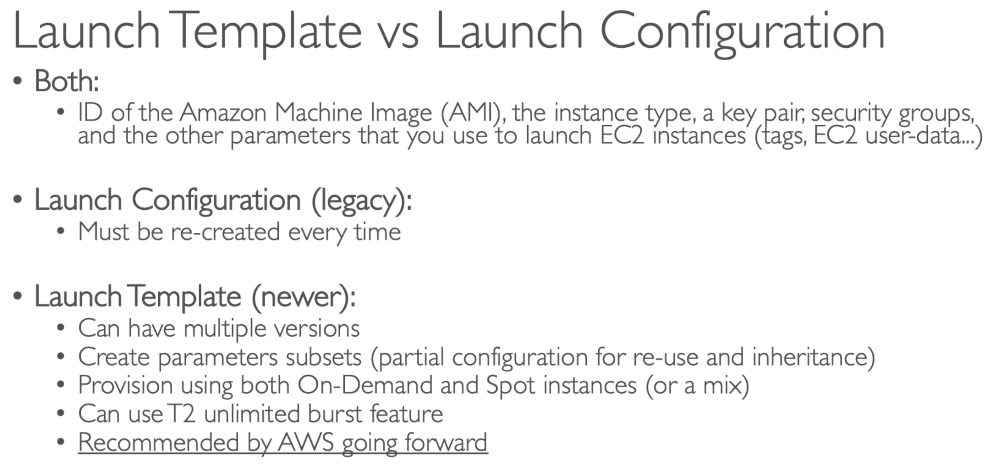 Launch Template vs Launch Configuration
• Both:
• ID of the Amazon Machine Image (AMI), the instance type, a key pair, security groups,
and the other parameters that you use to launch EC2 instances (tags, EC2 user-data...)
• Launch Configuration (legacy):
• Must be re-created every time
• Launch Template (newer):
• Can have multiple versions
• Create parameters subsets (partial configuration for re-use and inheritance)
• Provision using both On-Demand and Spot instances (or a mix)
• Can use T2 unlimited burst feature
• Recommended by AWS going forward